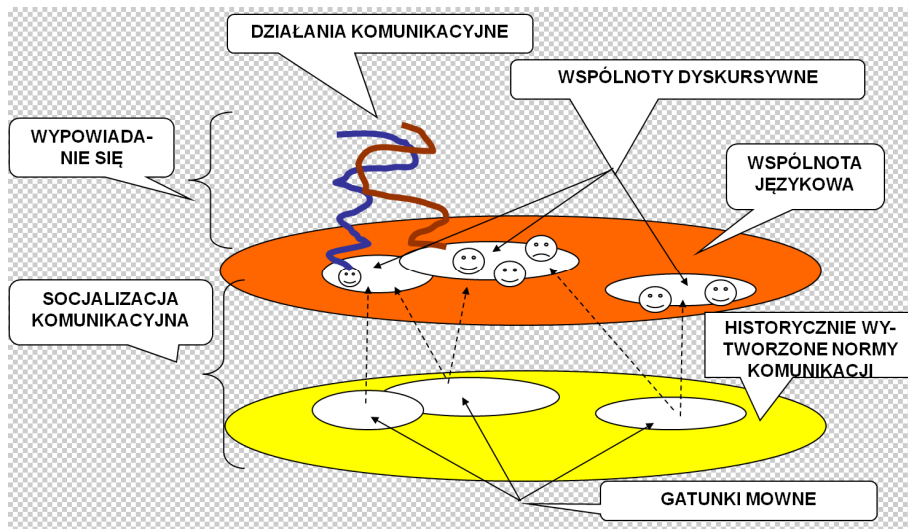 DZIAŁANIA KOMUNIKACYJNE
WSPÓLNOTY DYSKURSYWNE
WYPOWIADA-
NIE SIĘ
WSPÓLNOTA
JĘZYKOWA
SOCJALIZACJA
KOMUNIKACYJNA
HISTORYCZNIE WY-
TWORZONE NORMY
KOMUNIKACJI
GATUNKI MOWNE